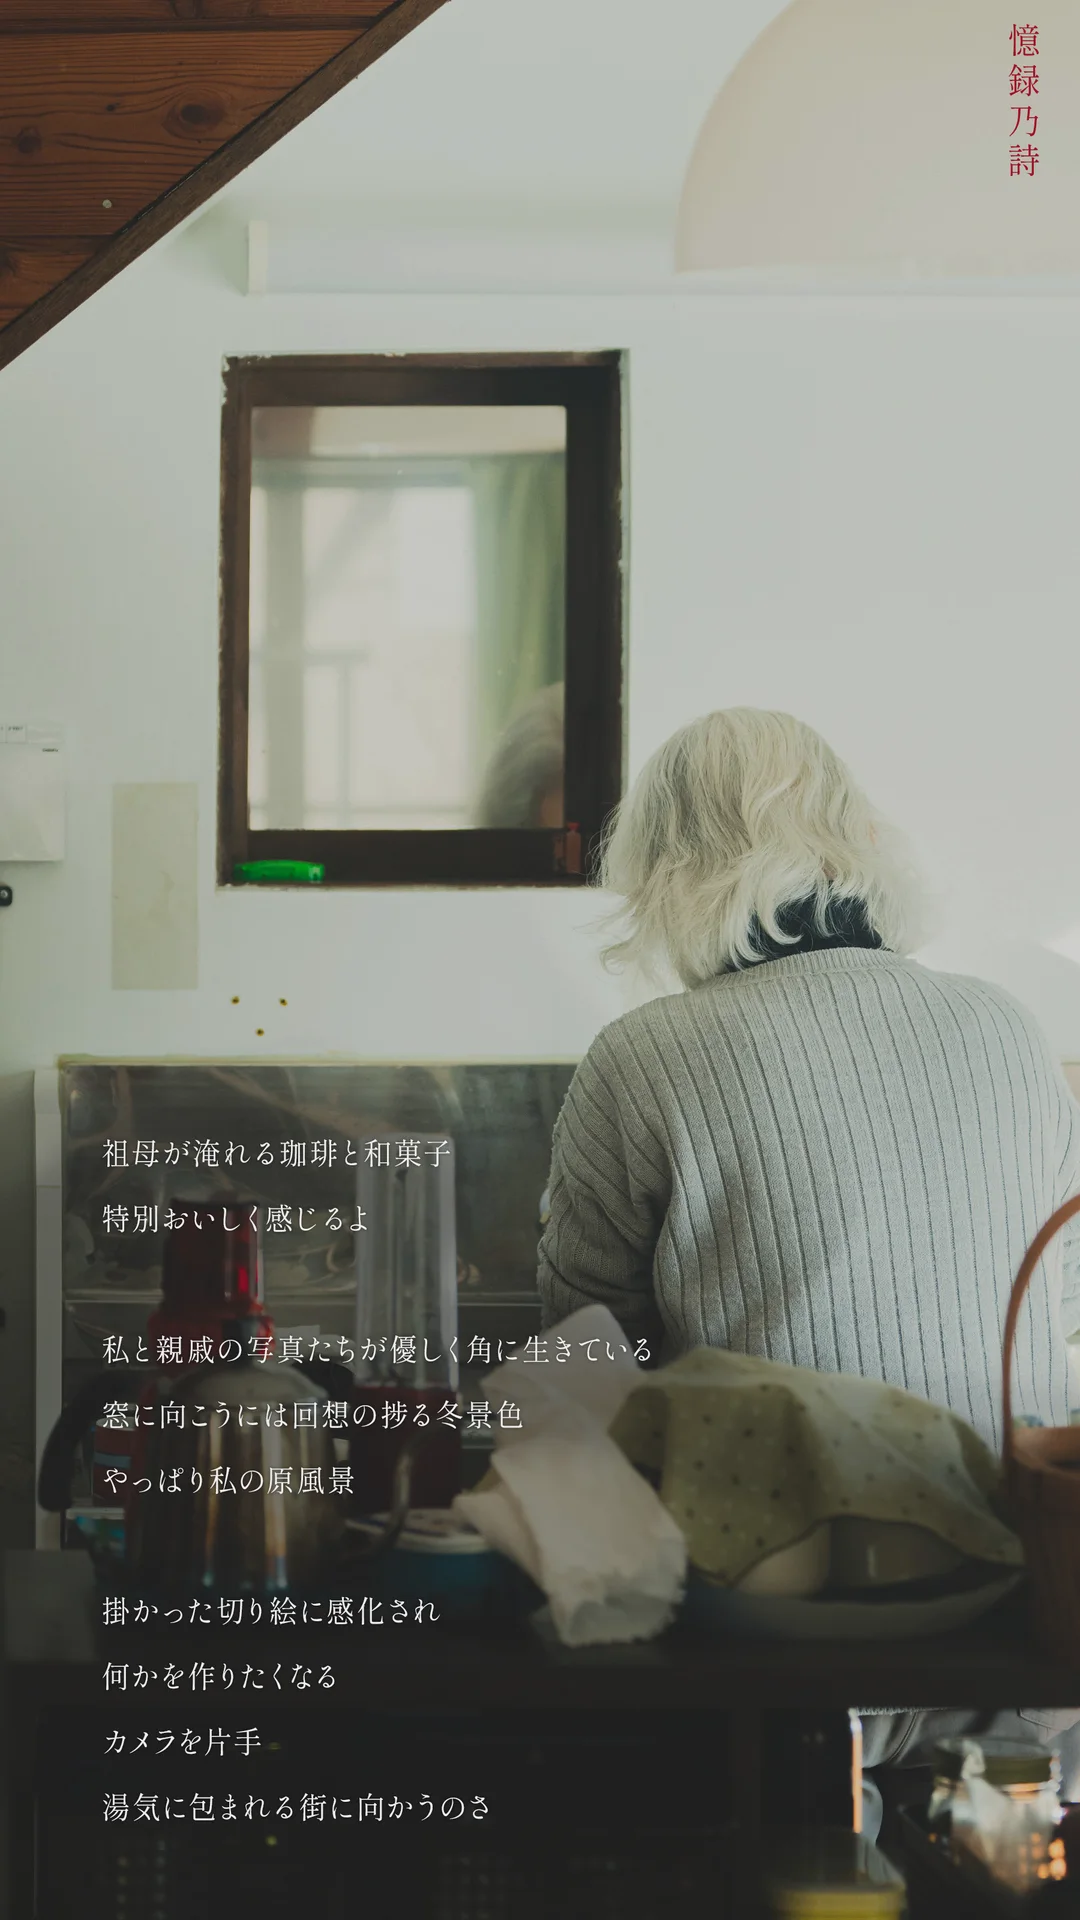 憶録乃詩
祖母が淹れる珈琲と和菓子
特別おいしく感じるよ
私と親戚の写真たちが優しく角に生きている
窓に向こうには回想の捗る冬景色
やっぱり私の原風景
掛かった切り絵に感化され
何かを作りたくなる
カメラを片手
湯気に包まれる街に向かうのさ